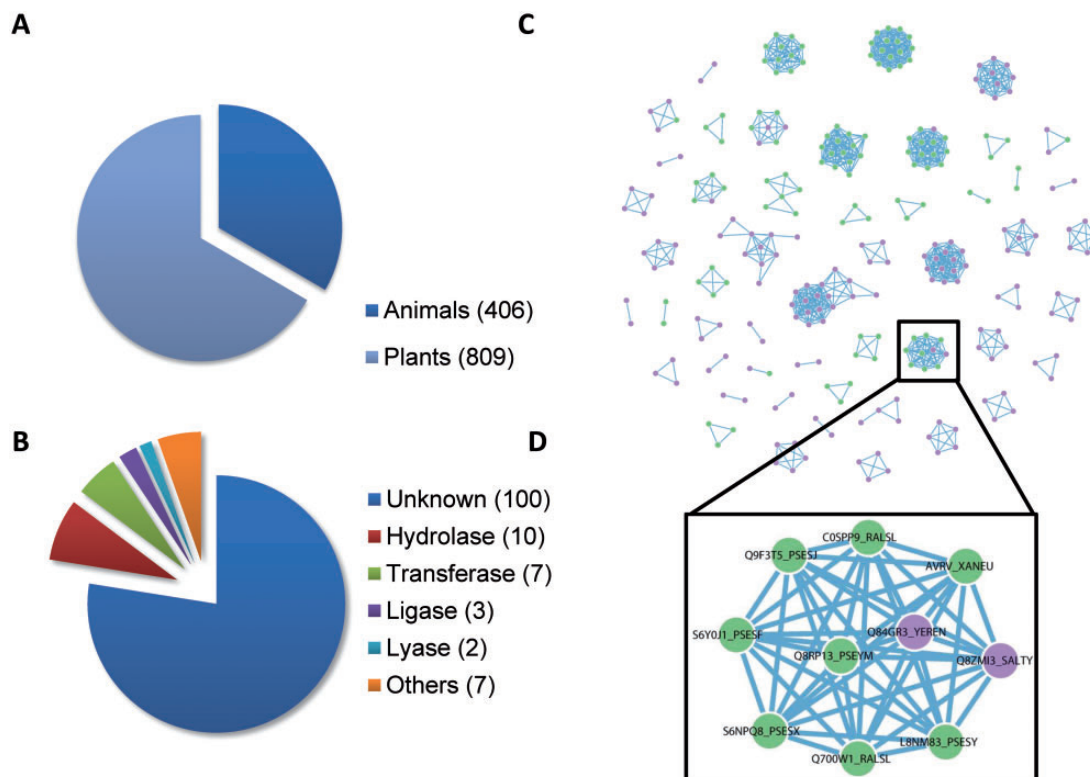 A
Animals (406)
Plants (809)
B
Unknown (100)
Hydrolase (10)
Transferase (7)
Ligase (3)
Lyase (2)
Others (7)
C
D
C0SPP9_RALSL
Q9F3T5_PSESJ
AVRV_XANEU
S6Y0J1_PSESF
Q84GR3_YEREN
Q8RP13_PSEYM
Q8ZMI3_SALTY
S6NPQ8_PSESX
L8NM83_PSESY
Q700W1_RALSL